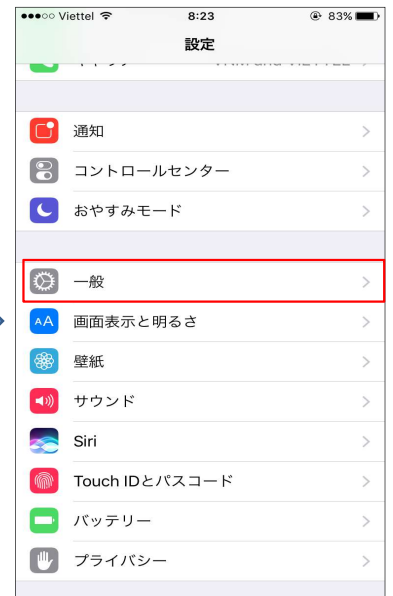 ●●●○○ Viettel 8:23 83%
設定
通知
コントロールセンター
おやすみモード
一般
AA 画面表示と明るさ
壁紙
サウンド
Siri
Touch IDとパスコード
バッテリー
プライバシー